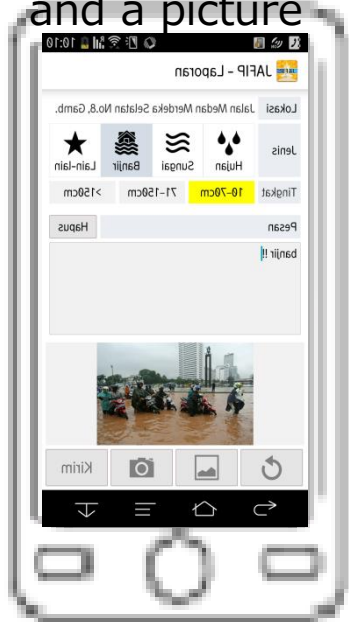 and a picture
10:10
JAFIP - Laporan
Lokasi Jalan Medan Merdeka Selatan No.8, Gamb.
Jenis Hujan Sungai Banjir Lain-lain
Tingkat 10-70cm 71-150cm >150cm
Pesan Hapus
banjir !!
Kirim